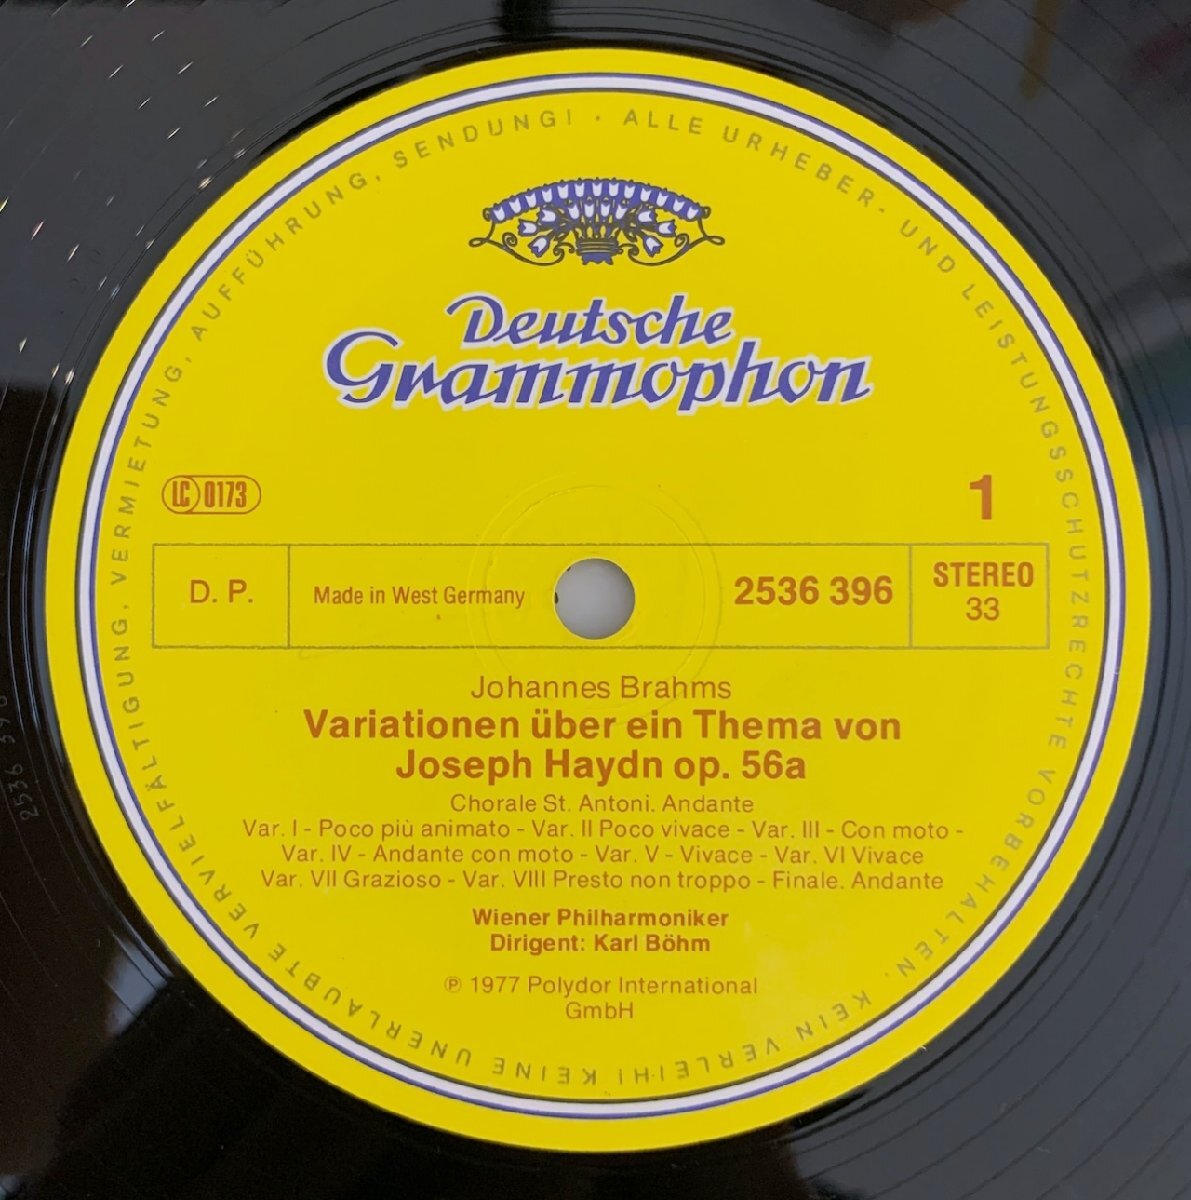 ALLE URHEBER- UND LEISTUNGSSCHUTZRECHTE VORBEHALTEN. KEIN VERLEIH! KEINE UNERLAUBTE VERVIELFÄLTIGUNG, VERMIETUNG, AUFFÜHRUNG, SENDUNG! ·
Deutsche
Grammophon
LC 0173
1
D. P.
Made in West Germany
2536 396
STEREO
33
Johannes Brahms
Variationen über ein Thema von
Joseph Haydn op. 56a
Chorale St. Antoni. Andante
Var. I - Poco più animato - Var. II Poco vivace - Var. III - Con moto -
Var. IV - Andante con moto - Var. V - Vivace - Var. VI Vivace
Var. VII Grazioso - Var. VIII Presto non troppo - Finale. Andante
Wiener Philharmoniker
Dirigent: Karl Böhm
℗ 1977 Polydor International
GmbH
2536 396